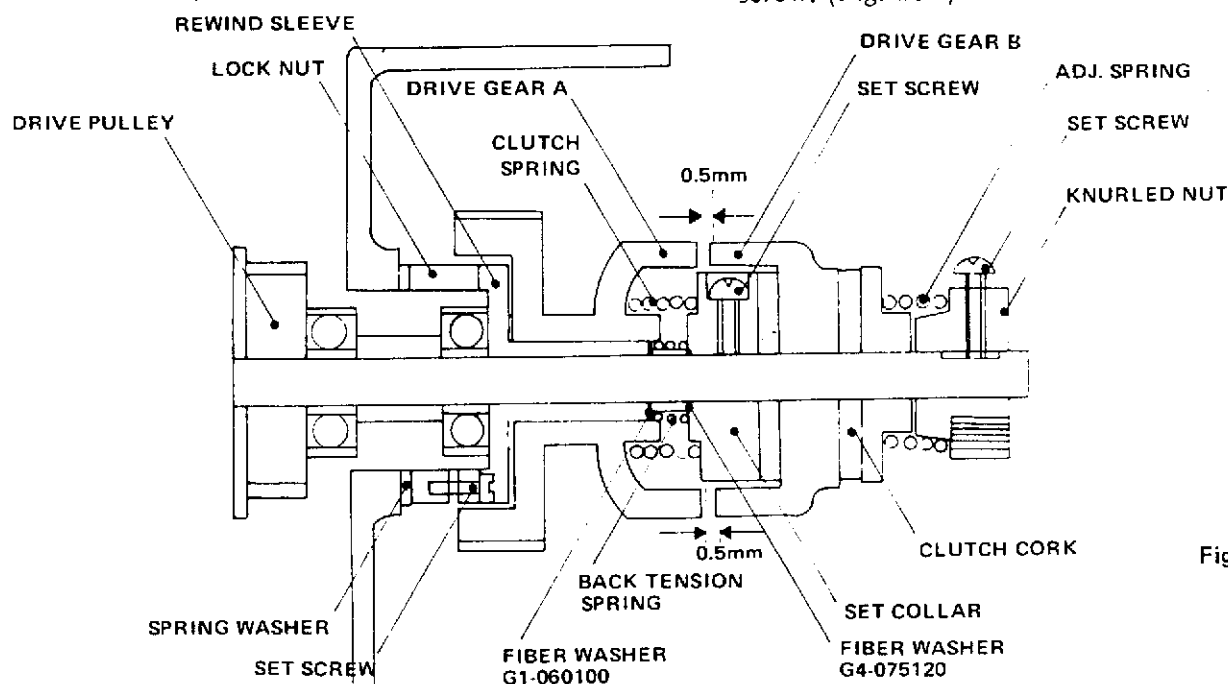 REWIND SLEEVE
DRIVE GEAR B
LOCK NUT
DRIVE GEAR A
SET SCREW
ADJ. SPRING
DRIVE PULLEY
CLUTCH
SPRING
SET SCREW
0.5mm
KNURLED NUT
0.5mm
CLUTCH CORK
Fig
BACK TENSION
SPRING
SET COLLAR
SPRING WASHER
SET SCREW
FIBER WASHER
G1-060100
FIBER WASHER
G4-075120